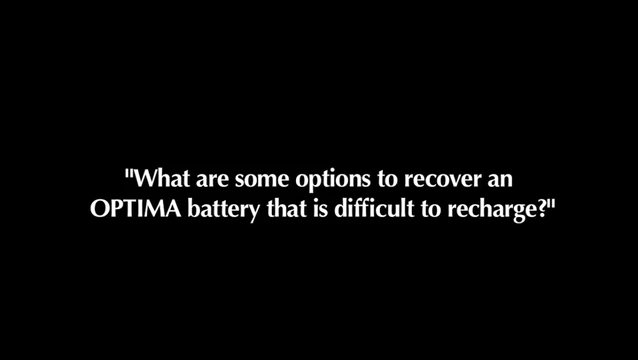 "What are some options to recover an
OPTIMA battery that is difficult to recharge?"